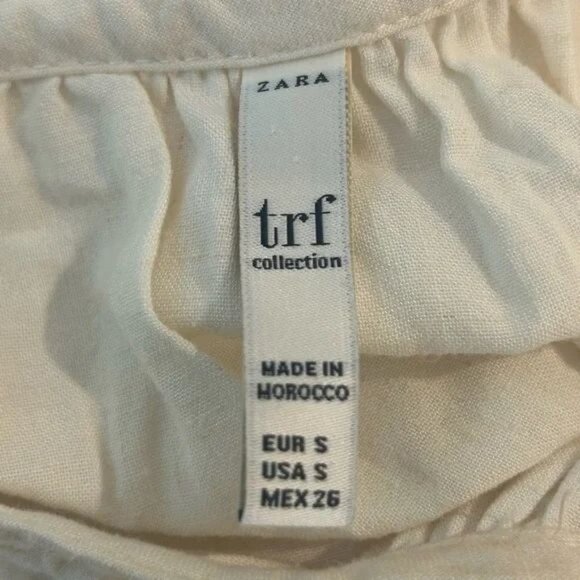 ZARA
trf
collection
MADE IN
MOROCCO
EUR S
USA S
MEX 26